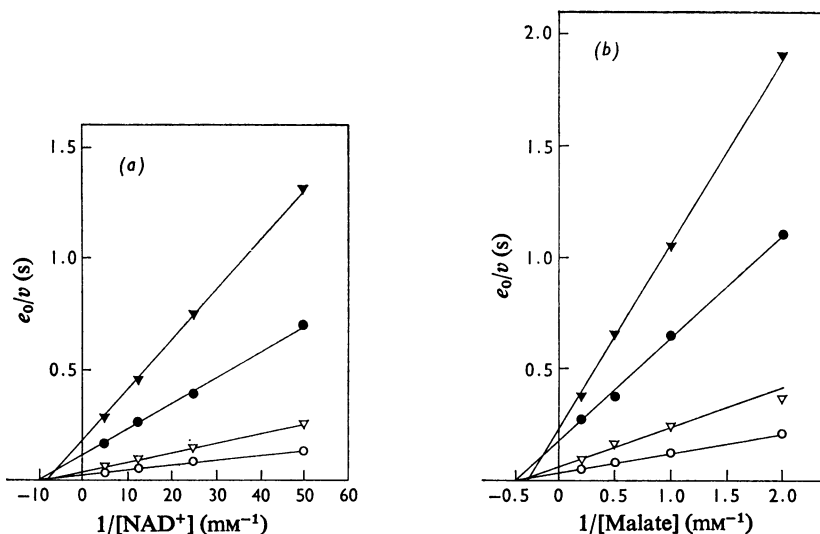 (a)
1.5
1.0
0.5
e₀/v (s)
-10 0 10 20 30 40 50 60
1/[NAD⁺] (mM⁻¹)
(b)
2.0
1.5
1.0
0.5
e₀/v (s)
-0.5 0 0.5 1.0 1.5 2.0
1/[Malate] (mM⁻¹)